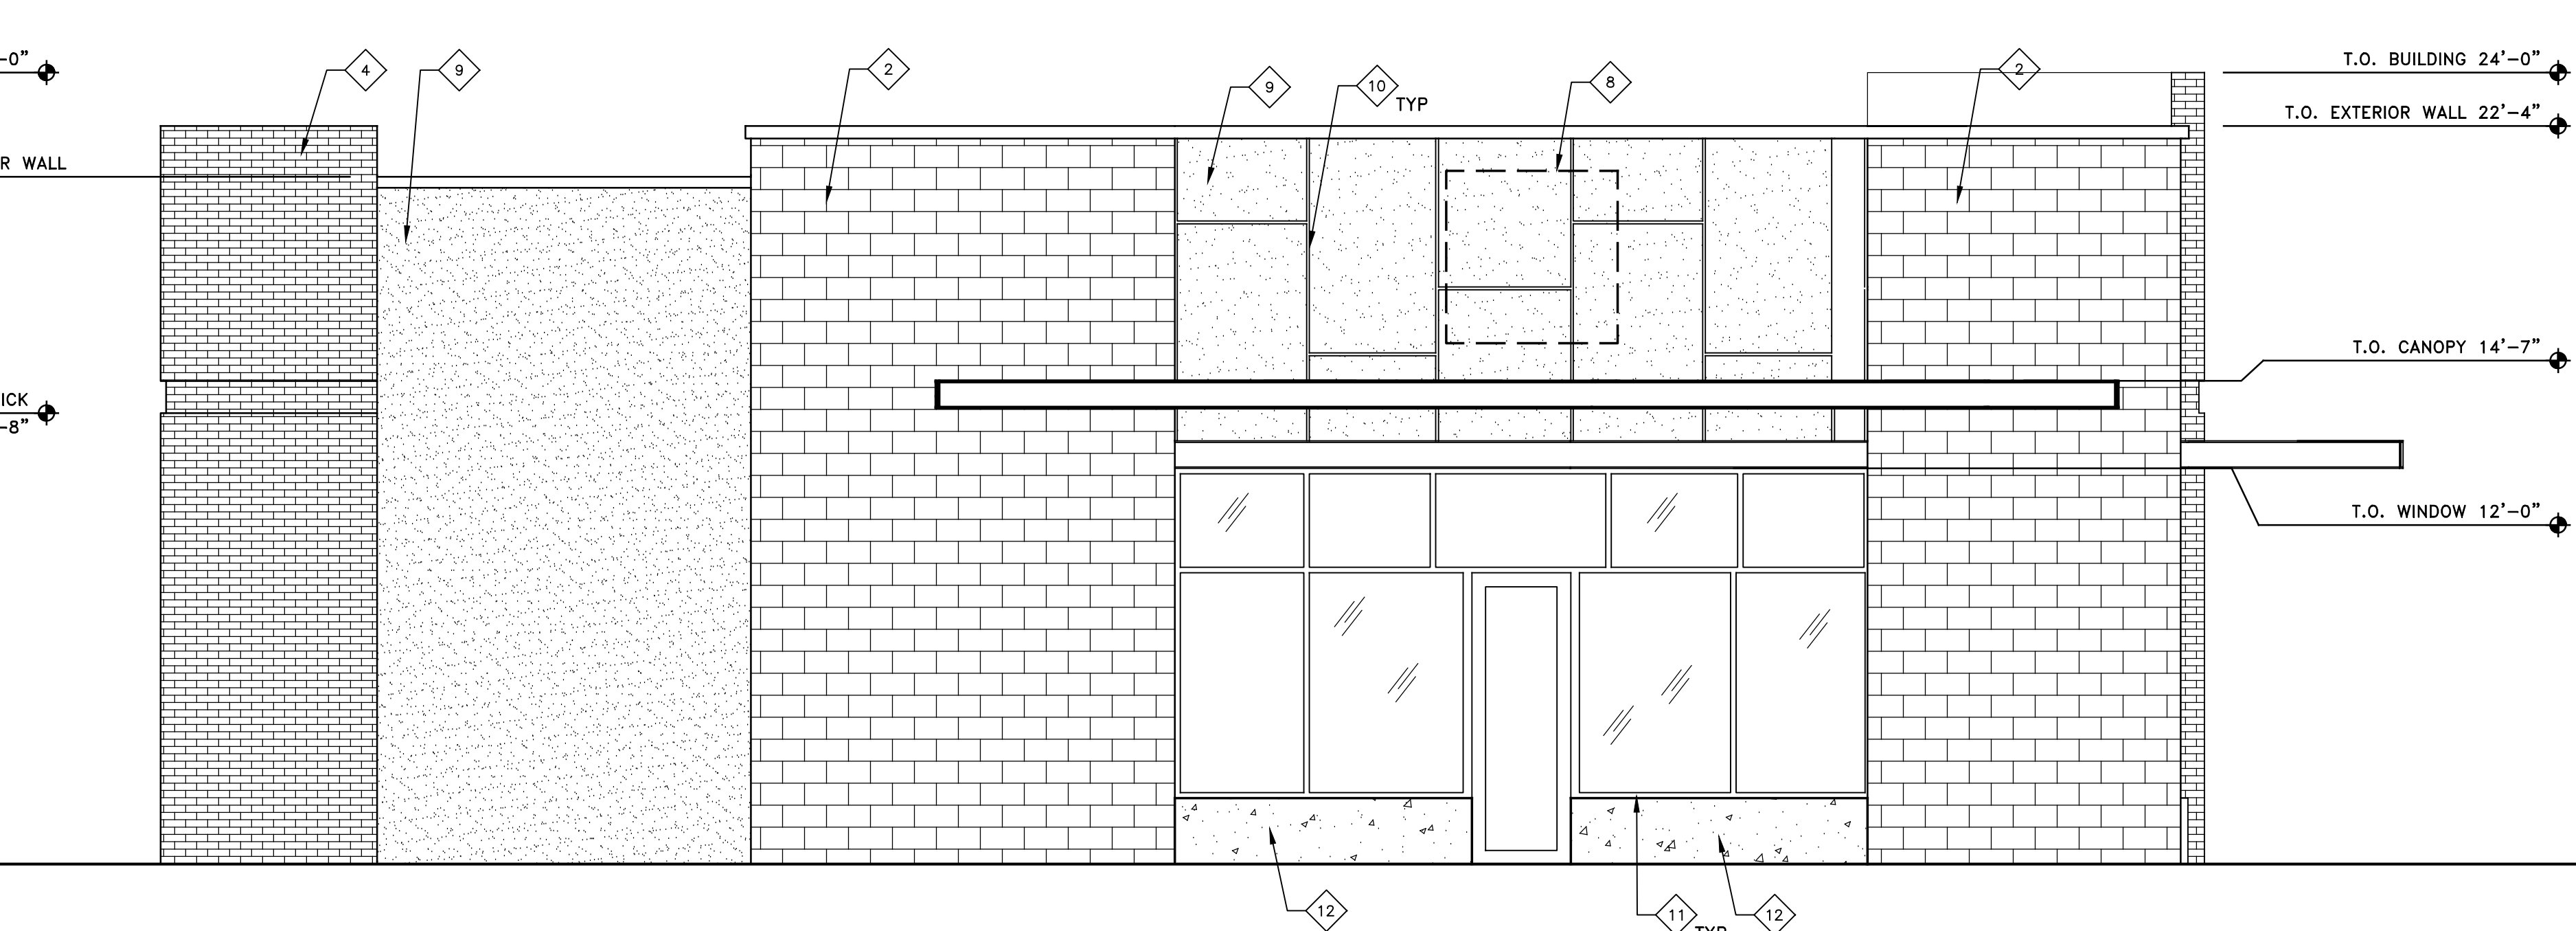 -0"
4
9
2
9
10
TYP
8
2
T.O. BUILDING 24'-0"
T.O. EXTERIOR WALL 22'-4"
R WALL
T.O. CANOPY 14'-7"
ICK
-8"
T.O. WINDOW 12'-0"
12
11
TYP
12